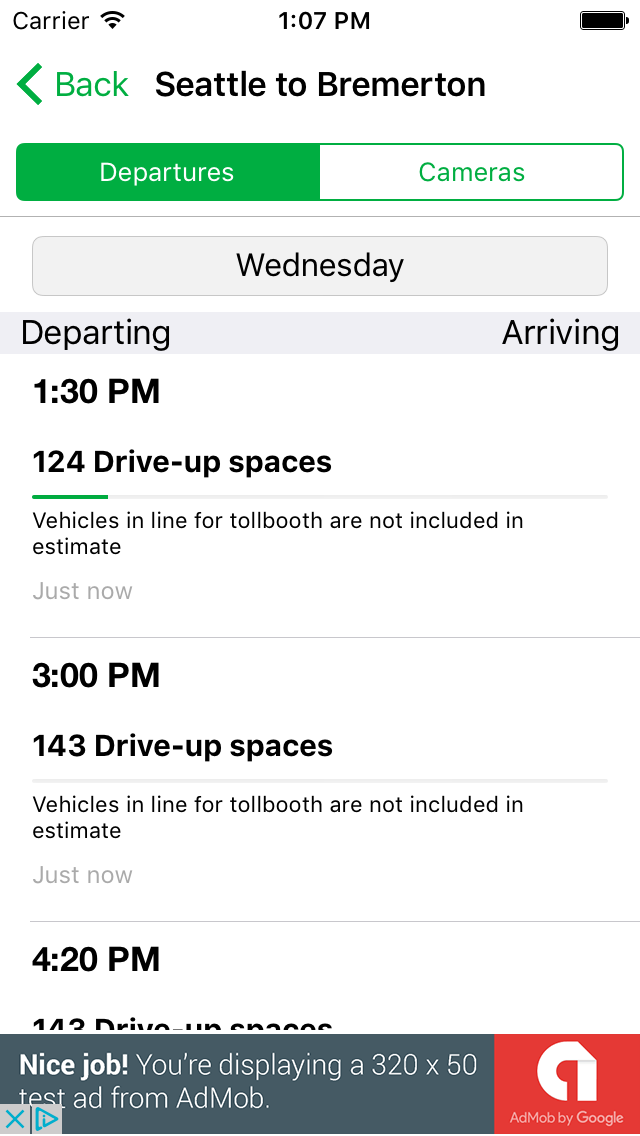 Carrier 1:07 PM
Back Seattle to Bremerton
Departures Cameras
Wednesday
Departing Arriving
1:30 PM
124 Drive-up spaces
Vehicles in line for tollbooth are not included in
estimate
Just now
3:00 PM
143 Drive-up spaces
Vehicles in line for tollbooth are not included in
estimate
Just now
4:20 PM
143 Drive-up spaces
Nice job! You're displaying a 320 x 50
test ad from AdMob.
AdMob by Google